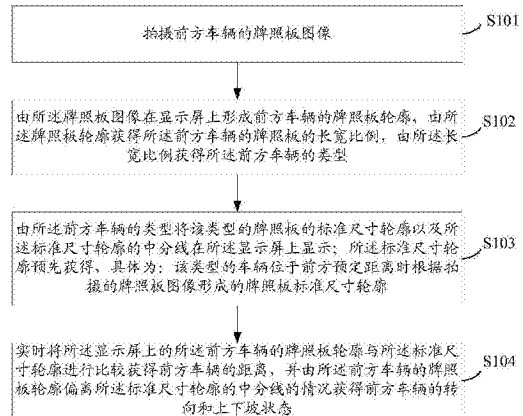 拍摄前方车辆的牌照板图像
S101
由所述牌照板图像在显示屏上形成前方车辆的牌照板轮廓，由所
述牌照板轮廓获得所述前方车辆的牌照板的长宽比例，由所述长
宽比例获得所述前方车辆的类型
S102
由所述前方车辆的类型将该类型的牌照板的标准尺寸轮廓以及所
述标准尺寸轮廓的中分线在所述显示屏上显示；所述标准尺寸轮
廓预先获得、具体为：该类型的车辆位于前方预定距离时根据拍
摄的牌照板图像形成的牌照板标准尺寸轮廓
S103
实时将所述显示屏上的所述前方车辆的牌照板轮廓与所述标准尺
寸轮廓进行比较获得前方车辆的距离，并由所述前方车辆的牌照
板轮廓偏离所述标准尺寸轮廓的中分线的情况获得前方车辆的转
向和上下坡状态
S104